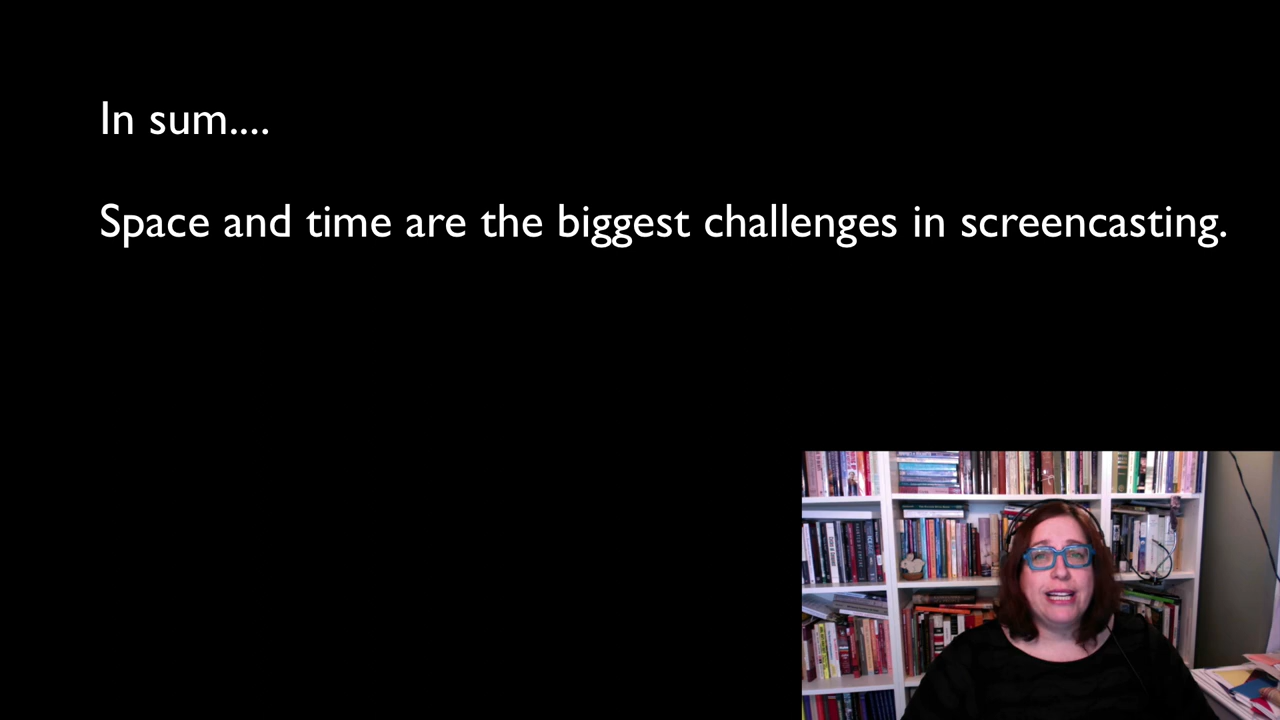 In sum....
Space and time are the biggest challenges in screencasting.